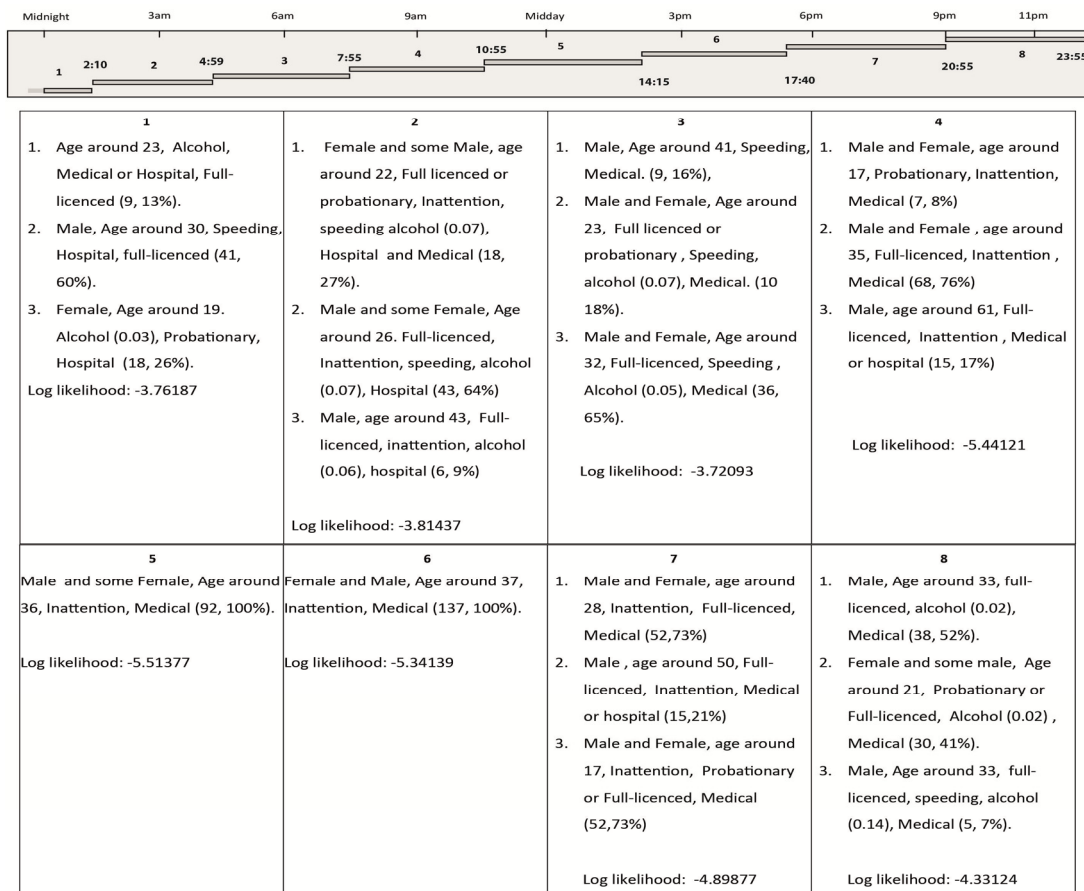 Midnight 3am 6am 9am Midday 3pm 6pm 9pm 11pm
1 2:10 2 4:59 3 7:55 4 10:55 5 14:15 6 17:40 7 20:55 8 23:55
1
1. Age around 23, Alcohol,
Medical or Hospital, Full-
licenced (9, 13%).
2. Male, Age around 30, Speeding,
Hospital, full-licenced (41,
60%).
3. Female, Age around 19.
Alcohol (0.03), Probationary,
Hospital (18, 26%).
Log likelihood: -3.76187
2
1. Female and some Male, age
around 22, Full licenced or
probationary, Inattention,
speeding alcohol (0.07),
Hospital and Medical (18,
27%).
2. Male and some Female, Age
around 26. Full-licenced,
Inattention, speeding, alcohol
(0.07), Hospital (43, 64%)
3. Male, age around 43, Full-
licenced, inattention, alcohol
(0.06), hospital (6, 9%)
Log likelihood: -3.81437
3
1. Male, Age around 41, Speeding,
Medical. (9, 16%),
2. Male and Female, Age around
23, Full licenced or
probationary , Speeding,
alcohol (0.07), Medical. (10
18%).
3. Male and Female, Age around
32, Full-licenced, Speeding ,
Alcohol (0.05), Medical (36,
65%).
Log likelihood: -3.72093
4
1. Male and Female, age around
17, Probationary, Inattention,
Medical (7, 8%)
2. Male and Female , age around
35, Full-licenced, Inattention ,
Medical (68, 76%)
3. Male, age around 61, Full-
licenced, Inattention , Medical
or hospital (15, 17%)
Log likelihood: -5.44121
5
Male and some Female, Age around
36, Inattention, Medical (92, 100%).
Log likelihood: -5.51377
6
Female and Male, Age around 37,
Inattention, Medical (137, 100%).
Log likelihood: -5.34139
7
1. Male and Female, age around
28, Inattention, Full-licenced,
Medical (52,73%)
2. Male , age around 50, Full-
licenced, Inattention, Medical
or hospital (15,21%)
3. Male and Female, age around
17, Inattention, Probationary
or Full-licenced, Medical
(52,73%)
Log likelihood: -4.89877
8
1. Male, Age around 33, full-
licenced, alcohol (0.02),
Medical (38, 52%).
2. Female and some male, Age
around 21, Probationary or
Full-licenced, Alcohol (0.02) ,
Medical (30, 41%).
3. Male, Age around 33, full-
licenced, speeding, alcohol
(0.14), Medical (5, 7%).
Log likelihood: -4.33124